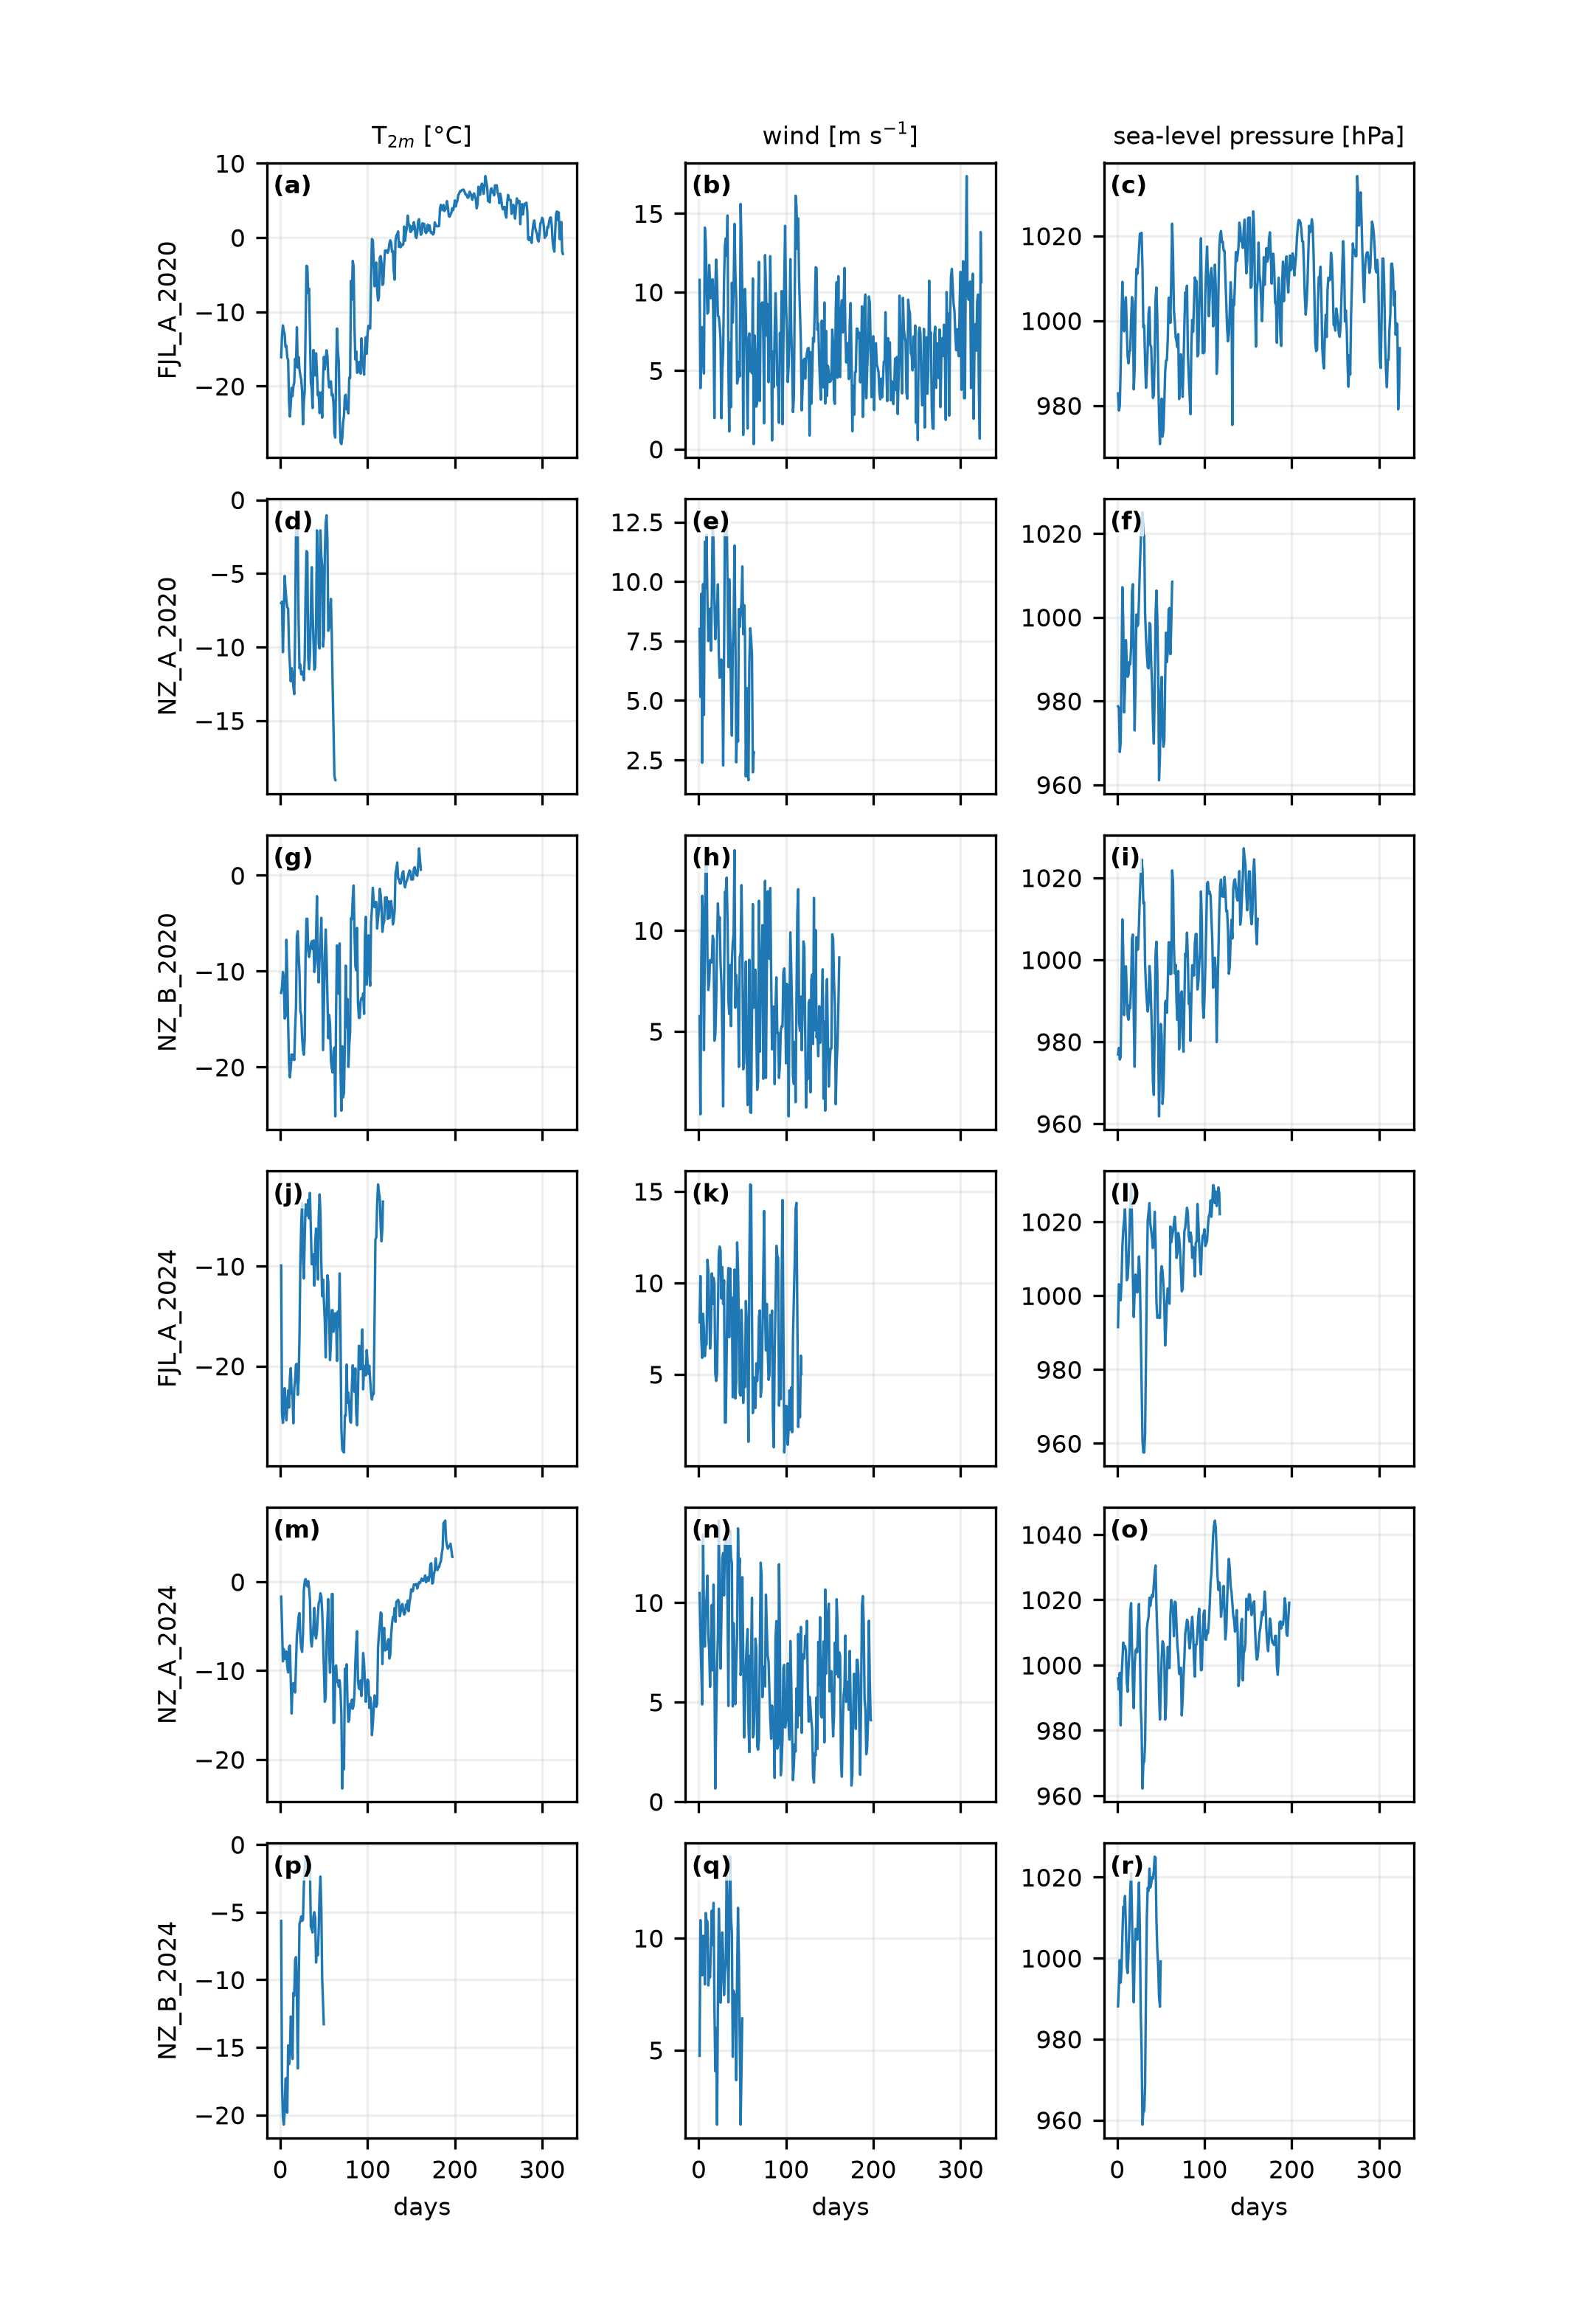 T2m [°C] wind [m s−1] sea-level pressure [hPa]
FJL_A_2020
(a) 10 0 −10 −20
(b) 15 10 5 0
(c) 1020 1000 980
NZ_A_2020
(d) 0 −5 −10 −15
(e) 12.5 10.0 7.5 5.0 2.5
(f) 1020 1000 980 960
NZ_B_2020
(g) 0 −10 −20
(h) 10 5
(i) 1020 1000 980 960
FJL_A_2024
(j) −10 −20
(k) 15 10 5
(l) 1020 1000 980 960
NZ_A_2024
(m) 0 −10 −20
(n) 10 5 0
(o) 1040 1020 1000 980 960
NZ_B_2024
(p) 0 −5 −10 −15 −20
(q) 10 5
(r) 1020 1000 980 960
0 100 200 300 0 100 200 300 0 100 200 300
days days days